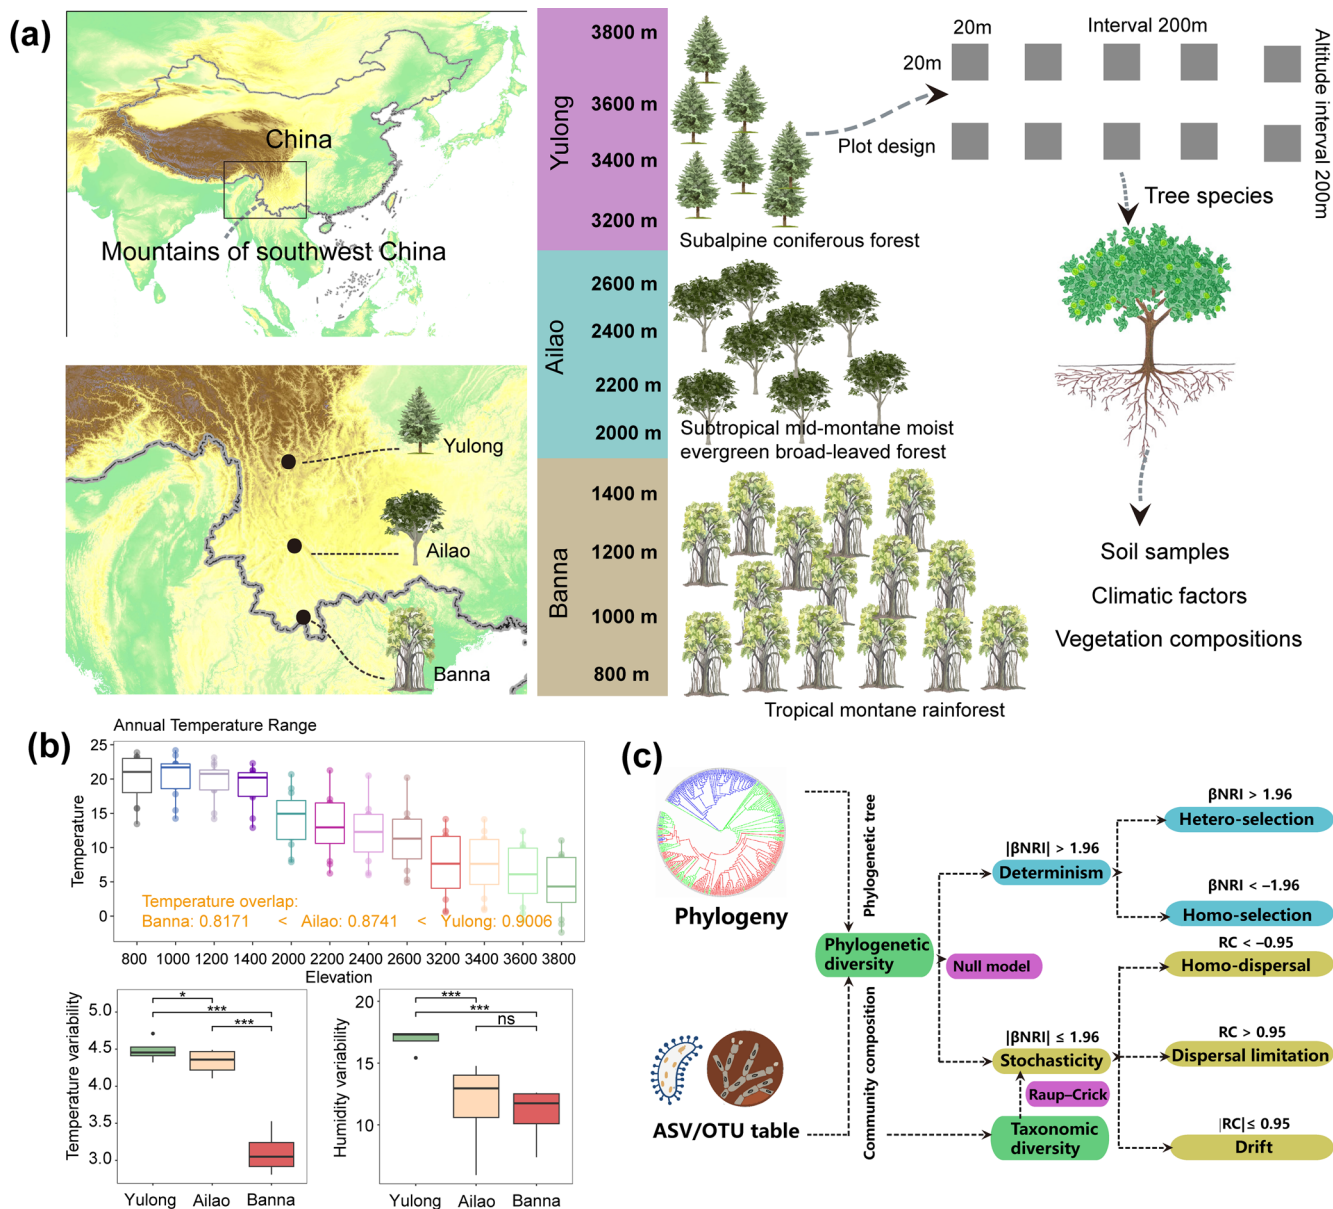 (a)
China
Mountains of southwest China
Yulong
Ailao
Banna
Yulong
3800 m
3600 m
3400 m
3200 m
Ailao
2600 m
2400 m
2200 m
2000 m
Banna
1400 m
1200 m
1000 m
800 m
Subalpine coniferous forest
Subtropical mid-montane moist
evergreen broad-leaved forest
Tropical montane rainforest
20m
Interval 200m
20m
Plot design
Altitude interval 200m
Tree species
Soil samples
Climatic factors
Vegetation compositions
(b)
Annual Temperature Range
Temperature
25
20
15
10
5
0
Temperature overlap:
Banna: 0.8171 < Ailao: 0.8741 < Yulong: 0.9006
800 1000 1200 1400 2000 2200 2400 2600 3200 3400 3600 3800
Elevation
Temperature variability
5.0
4.5
4.0
3.5
3.0
*
***
***
Yulong Ailao Banna
Humidity variability
20
15
10
***
***
ns
Yulong Ailao Banna
(c)
Phylogeny
ASV/OTU table
Phylogenetic tree
Community composition
Phylogenetic
diversity
Null model
|βNRI| > 1.96
Determinism
|βNRI| ≤ 1.96
Stochasticity
Raup–Crick
Taxonomic
diversity
βNRI > 1.96
Hetero-selection
βNRI < –1.96
Homo-selection
RC < –0.95
Homo-dispersal
RC > 0.95
Dispersal limitation
|RC| ≤ 0.95
Drift